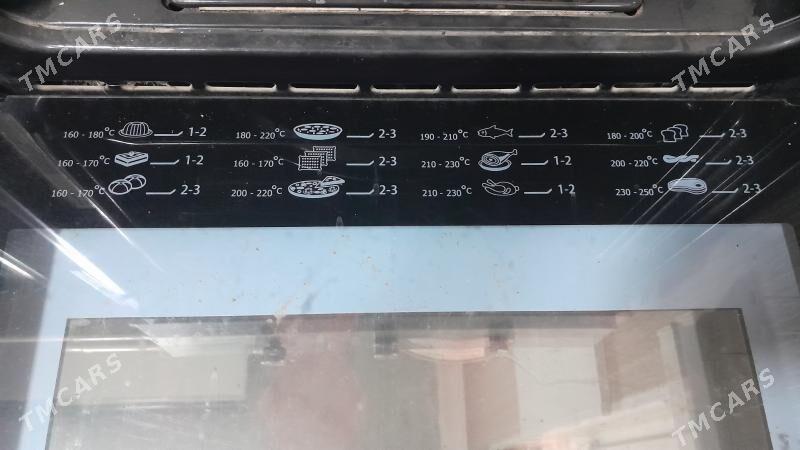 TMCARS TMCARS
160 - 180°C 1-2 180 - 220°C 2-3 190 - 210°C 2-3 180 - 200°C 2-3
160 - 170°C 1-2 160 - 170°C 2-3 210 - 230°C 1-2 200 - 220°C 2-3
160 - 170°C 2-3 200 - 220°C 2-3 210 - 230°C 1-2 230 - 250°C 2-3
TMCARS TMCARS